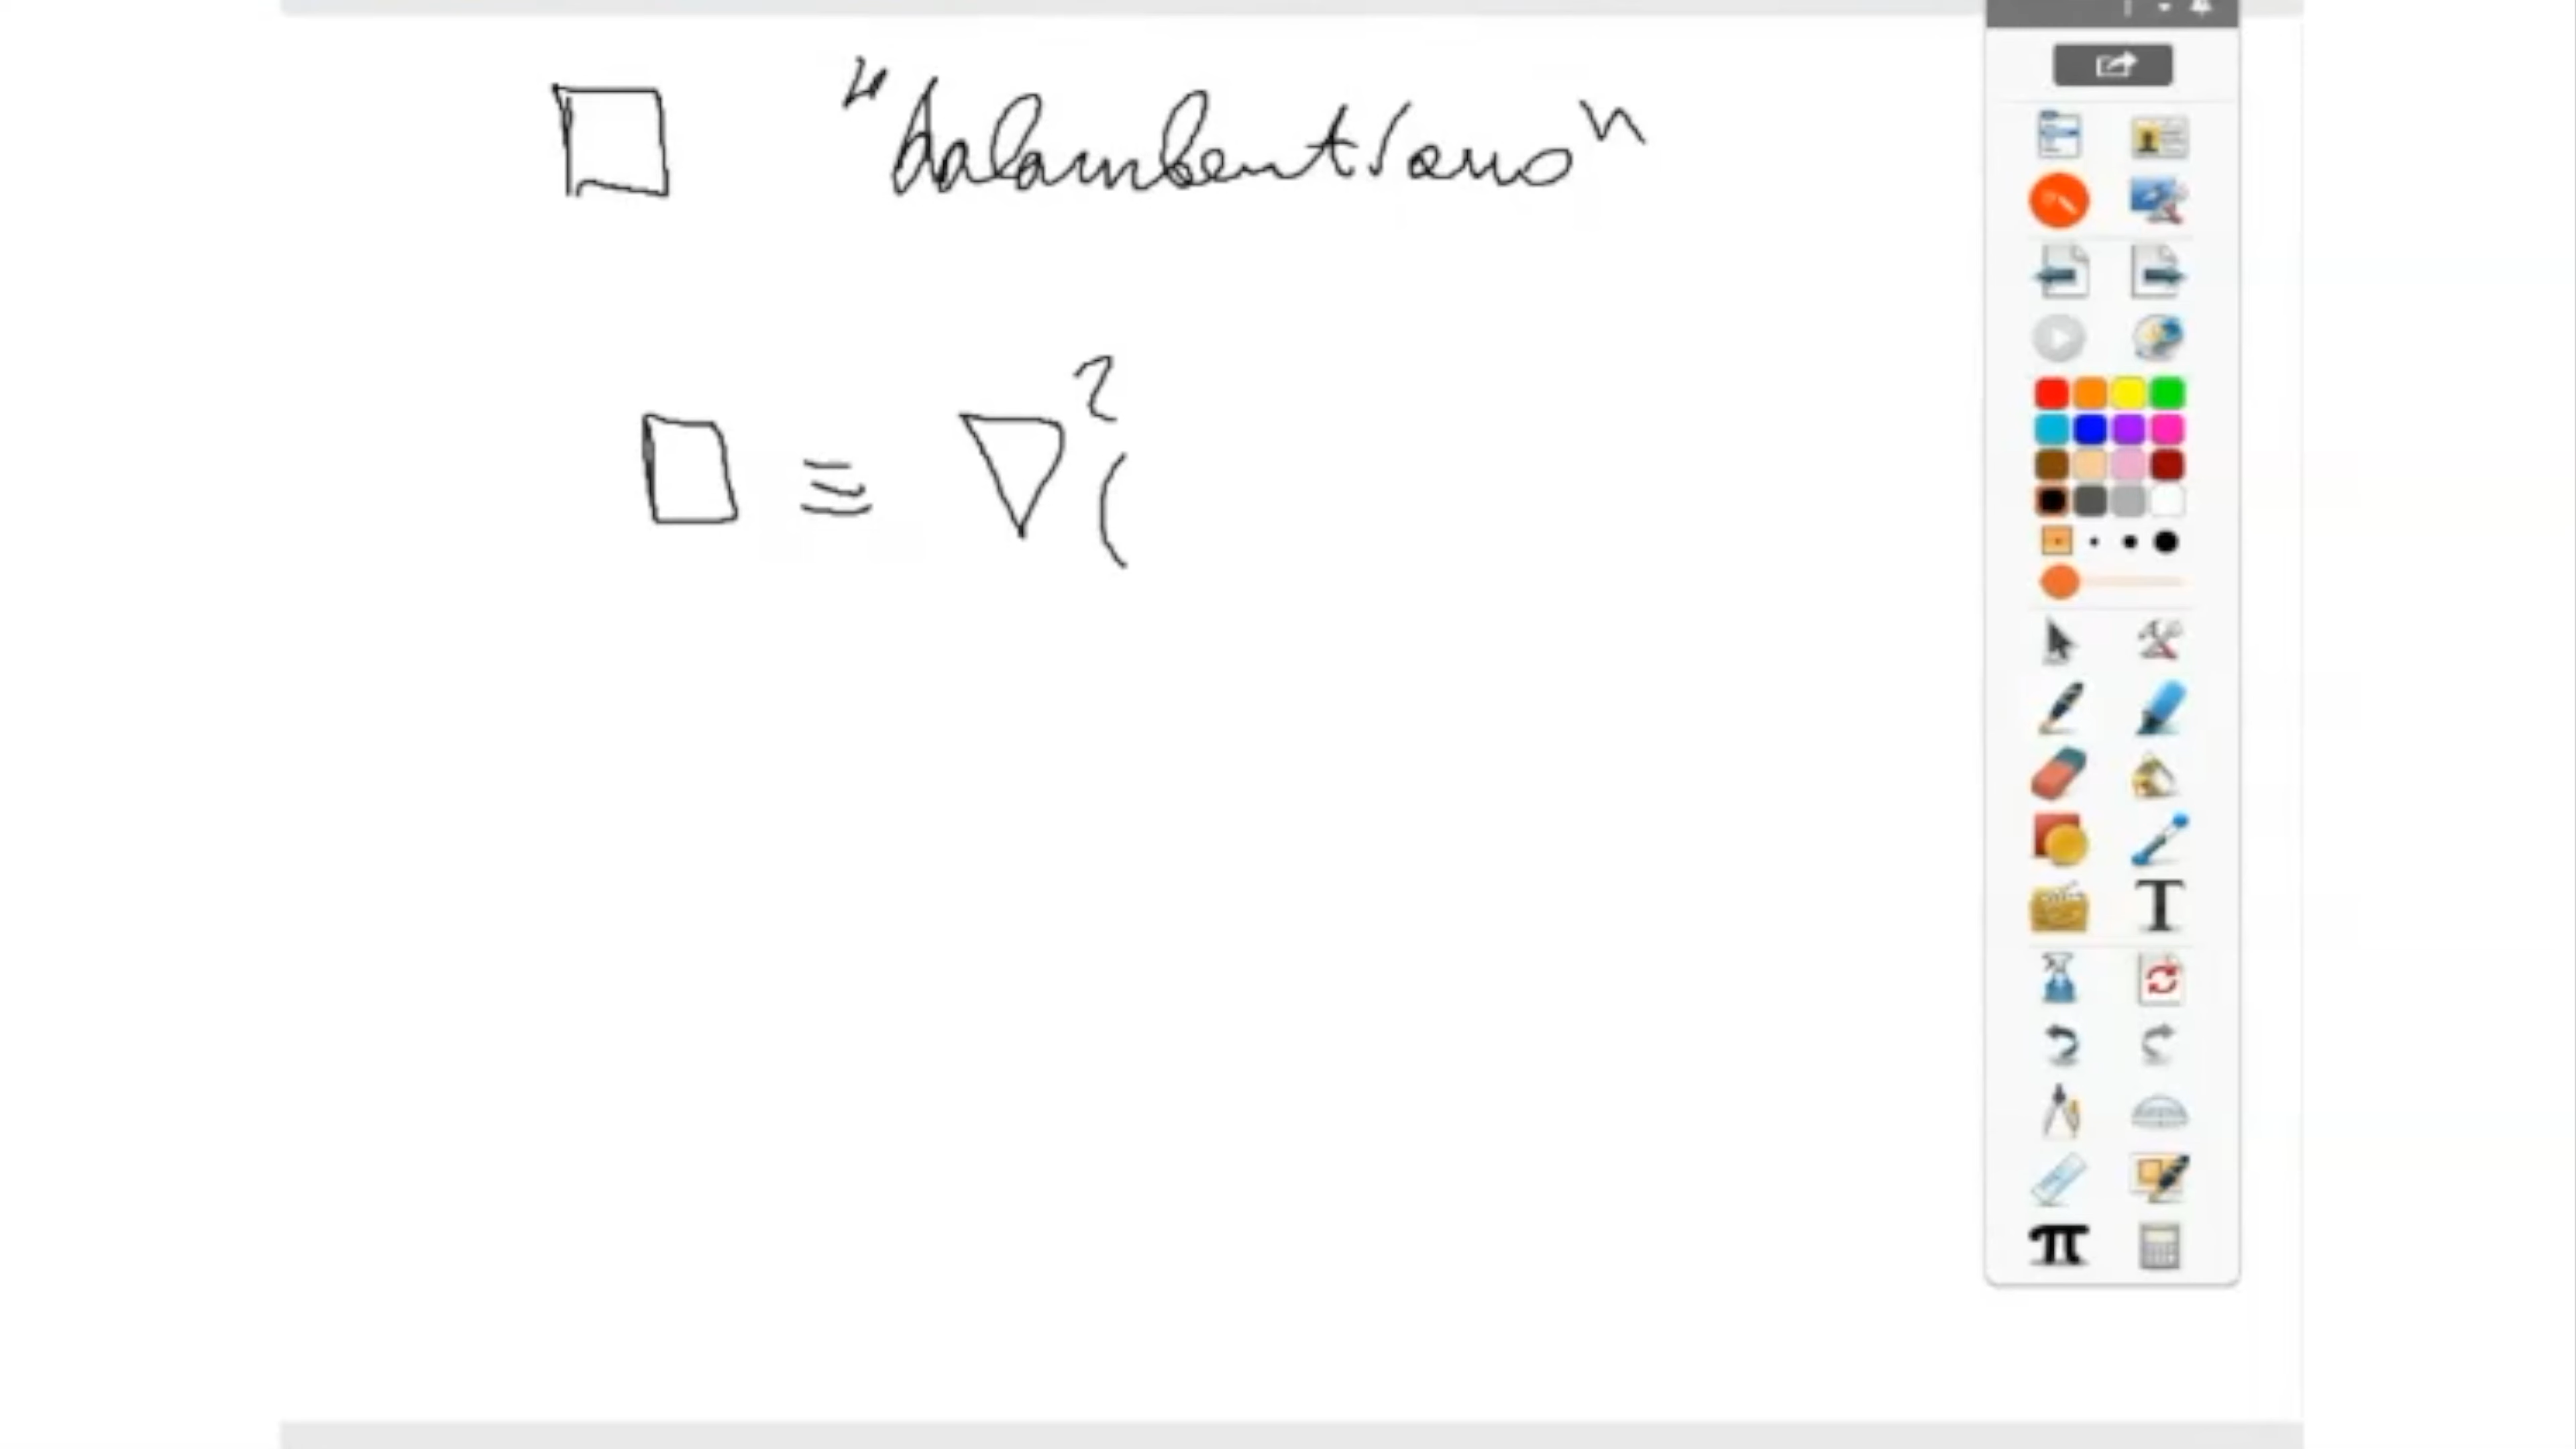 □ "dalambertiano"
□ ≡ ∇² (